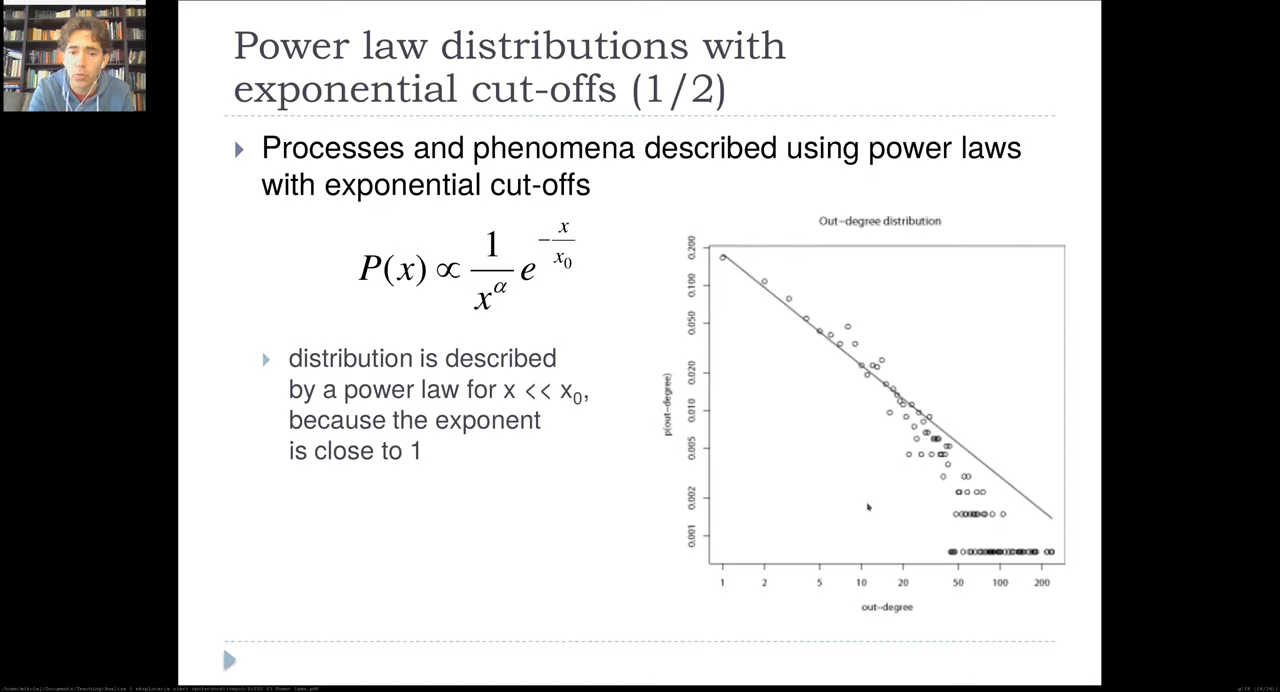 Power law distributions with
exponential cut-offs (1/2)
Processes and phenomena described using power laws
with exponential cut-offs
P(x) ∝ 1/x^α e^(-x/x₀)
distribution is described
by a power law for x << x₀,
because the exponent
is close to 1
Out-degree distribution
p(out-degree)
0.200
0.100
0.050
0.020
0.010
0.005
0.002
0.001
1 2 5 10 20 50 100 200
out-degree